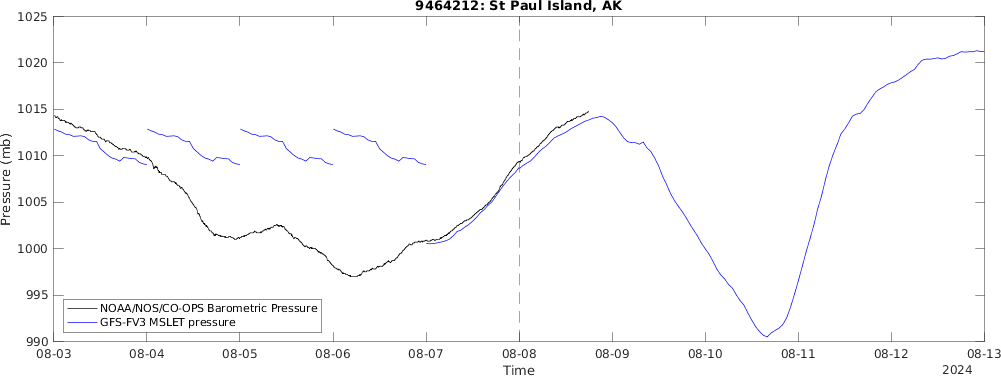 9464212: St Paul Island, AK
Pressure (mb)
1025
1020
1015
1010
1005
1000
995
990
NOAA/NOS/CO-OPS Barometric Pressure
GFS-FV3 MSLET pressure
08-03 08-04 08-05 08-06 08-07 08-08 08-09 08-10 08-11 08-12 08-13
Time
2024